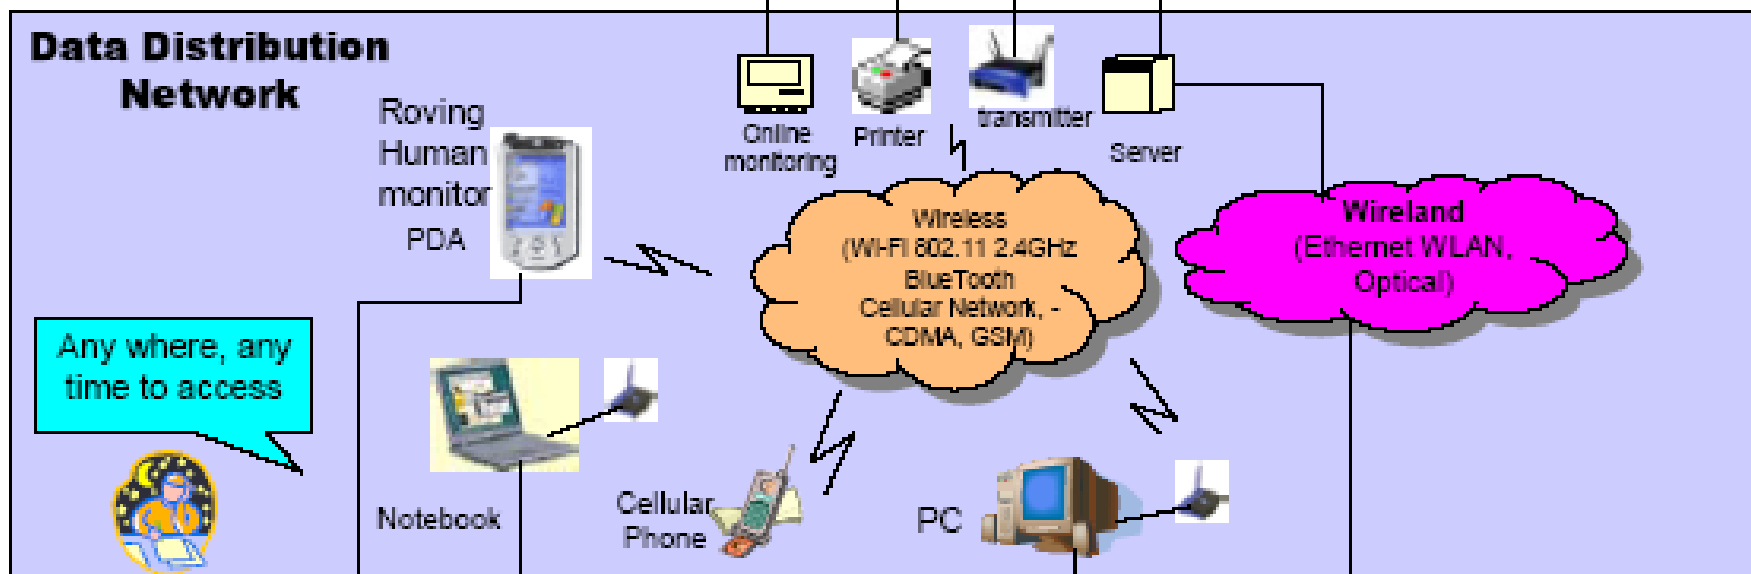 Data Distribution
Network
Roving
Human
monitor
PDA
Online
monitoring
Printer
transmitter
Server
Wireless
(Wi-Fi 802.11 2.4GHz
BlueTooth
Cellular Network, -
CDMA, GSM)
Wireland
(Ethernet WLAN,
Optical)
Any where, any
time to access
Notebook
Cellular
Phone
PC